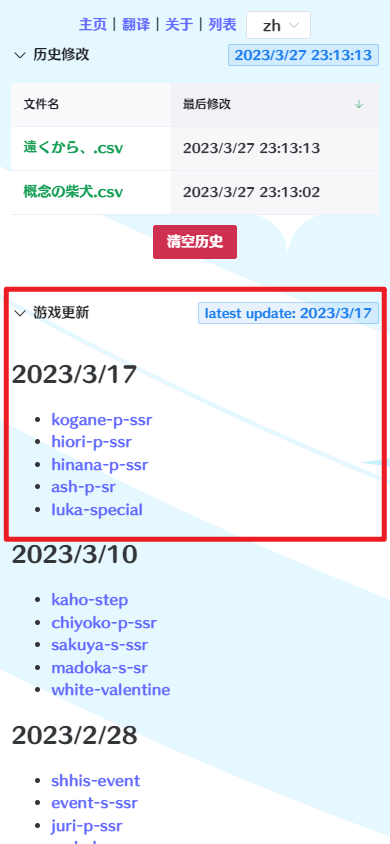 主页 | 翻译 | 关于 | 列表 zh
历史修改 2023/3/27 23:13:13
文件名 最后修改 ↓
遠くから、.csv 2023/3/27 23:13:13
概念の柴犬.csv 2023/3/27 23:13:02
清空历史
游戏更新 latest update: 2023/3/17
2023/3/17
• kogane-p-ssr
• hiori-p-ssr
• hinana-p-ssr
• ash-p-sr
• luka-special
2023/3/10
• kaho-step
• chiyoko-p-ssr
• sakuya-s-ssr
• madoka-s-sr
• white-valentine
2023/2/28
• shhis-event
• event-s-ssr
• juri-p-ssr